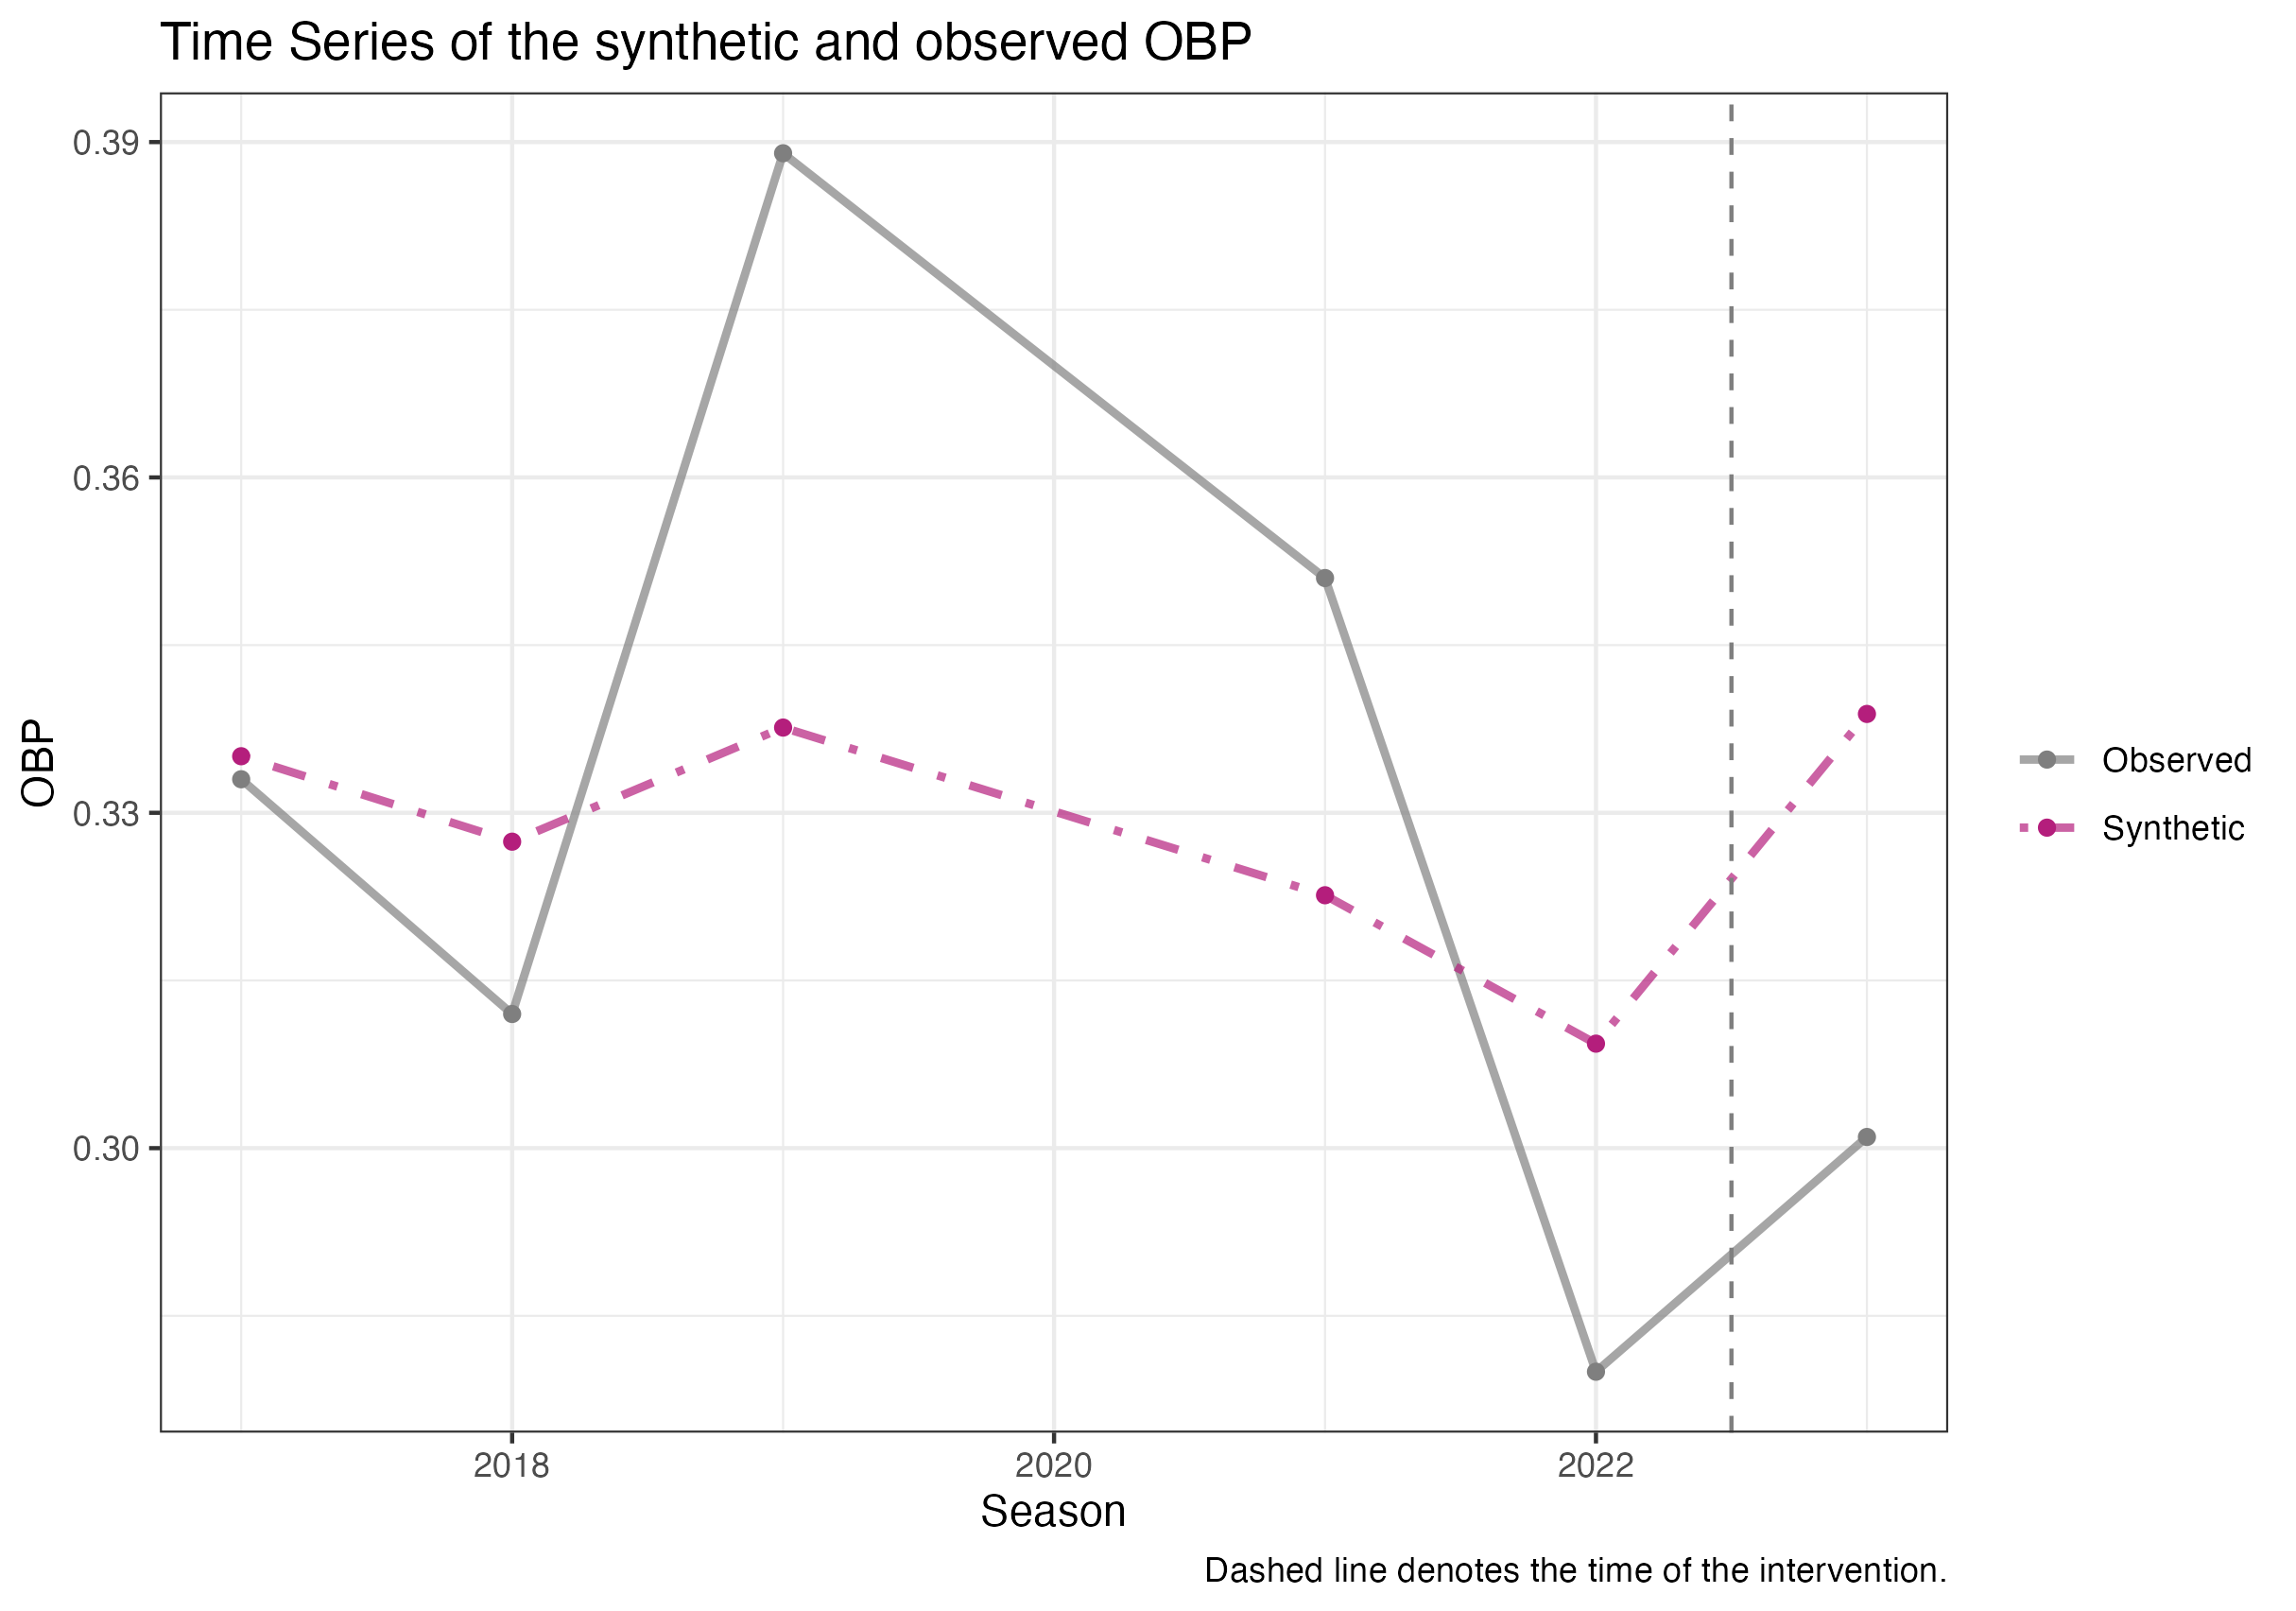 Time Series of the synthetic and observed OBP
OBP
0.39
0.36
0.33
0.30
2018 2020 2022
Season
Observed
Synthetic
Dashed line denotes the time of the intervention.